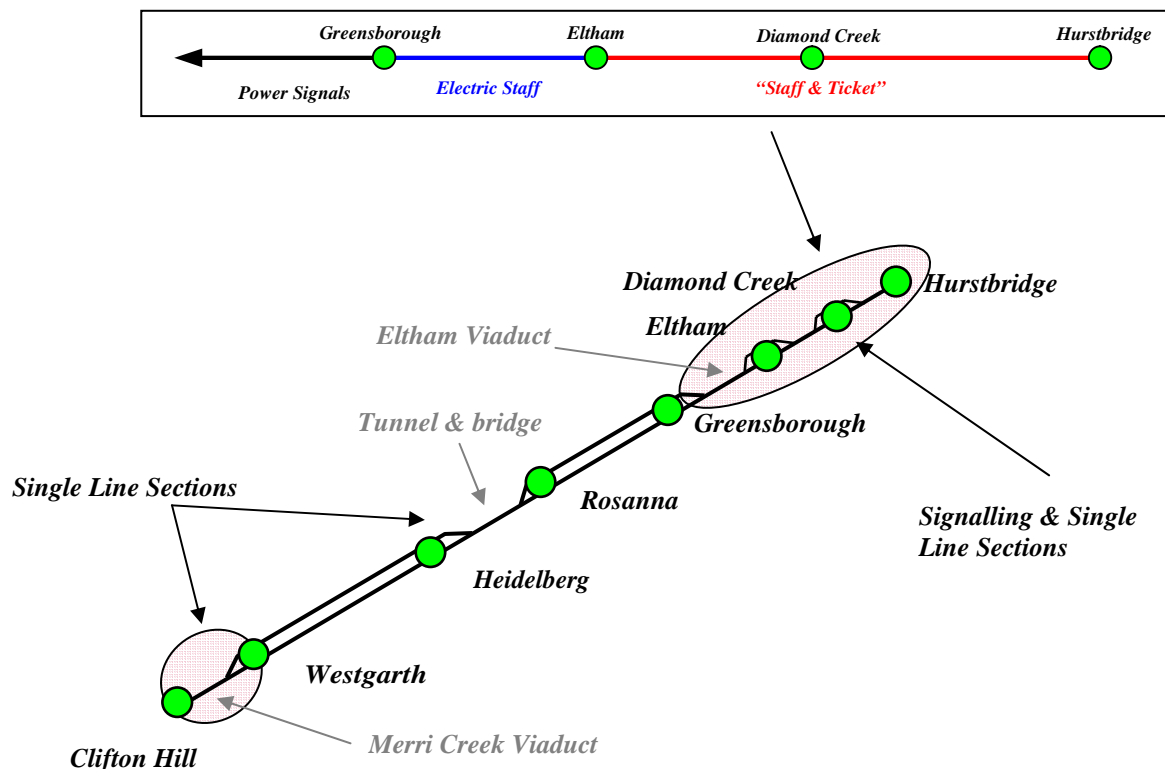 Greensborough
Eltham
Diamond Creek
Hurstbridge
Power Signals
Electric Staff
“Staff & Ticket”
Diamond Creek
Hurstbridge
Eltham
Eltham Viaduct
Greensborough
Tunnel & bridge
Single Line Sections
Rosanna
Signalling & Single
Line Sections
Heidelberg
Westgarth
Merri Creek Viaduct
Clifton Hill